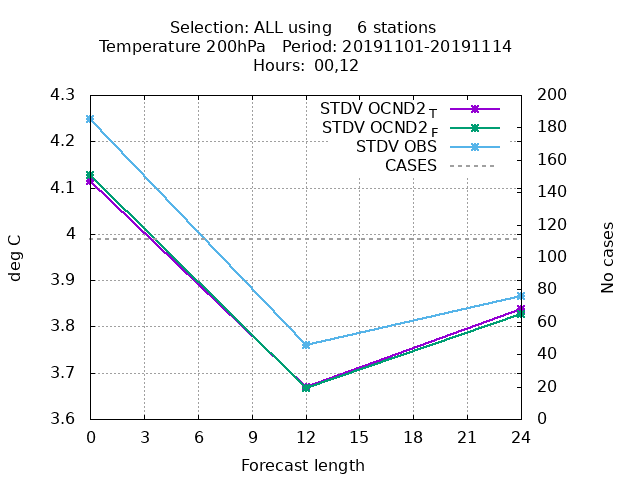 Selection: ALL using     6 stations
Temperature 200hPa   Period: 20191101-20191114
Hours:  00,12
4.3
4.2
4.1
4
3.9
3.8
3.7
3.6
200
180
160
140
120
100
80
60
40
20
0
STDV OCND2 T
STDV OCND2 F
STDV OBS
CASES
deg C
No cases
0 3 6 9 12 15 18 21 24
Forecast length